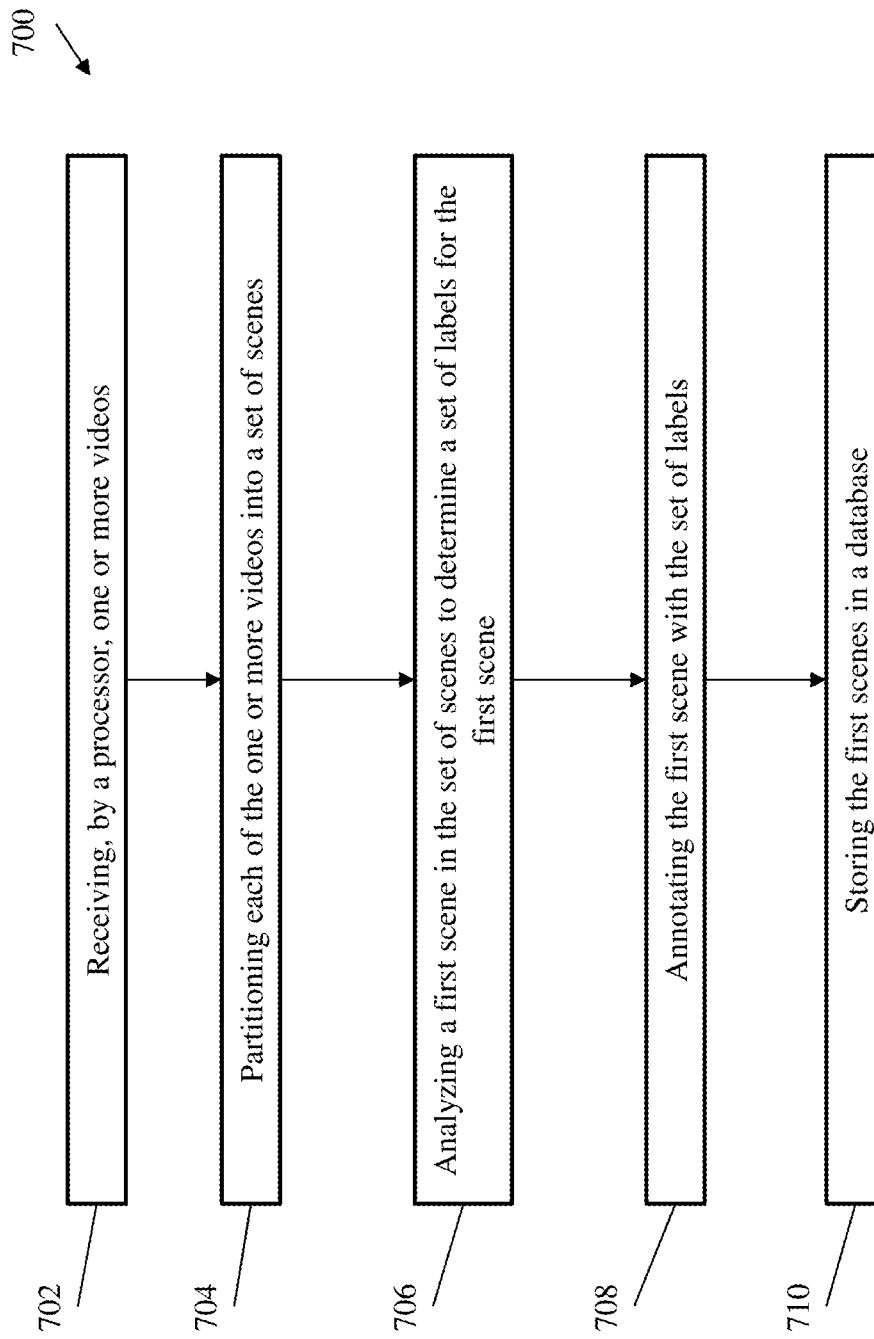 700
702
Receiving, by a processor, one or more videos
704
Partitioning each of the one or more videos into a set of scenes
706
Analyzing a first scene in the set of scenes to determine a set of labels for the
first scene
708
Annotating the first scene with the set of labels
710
Storing the first scenes in a database